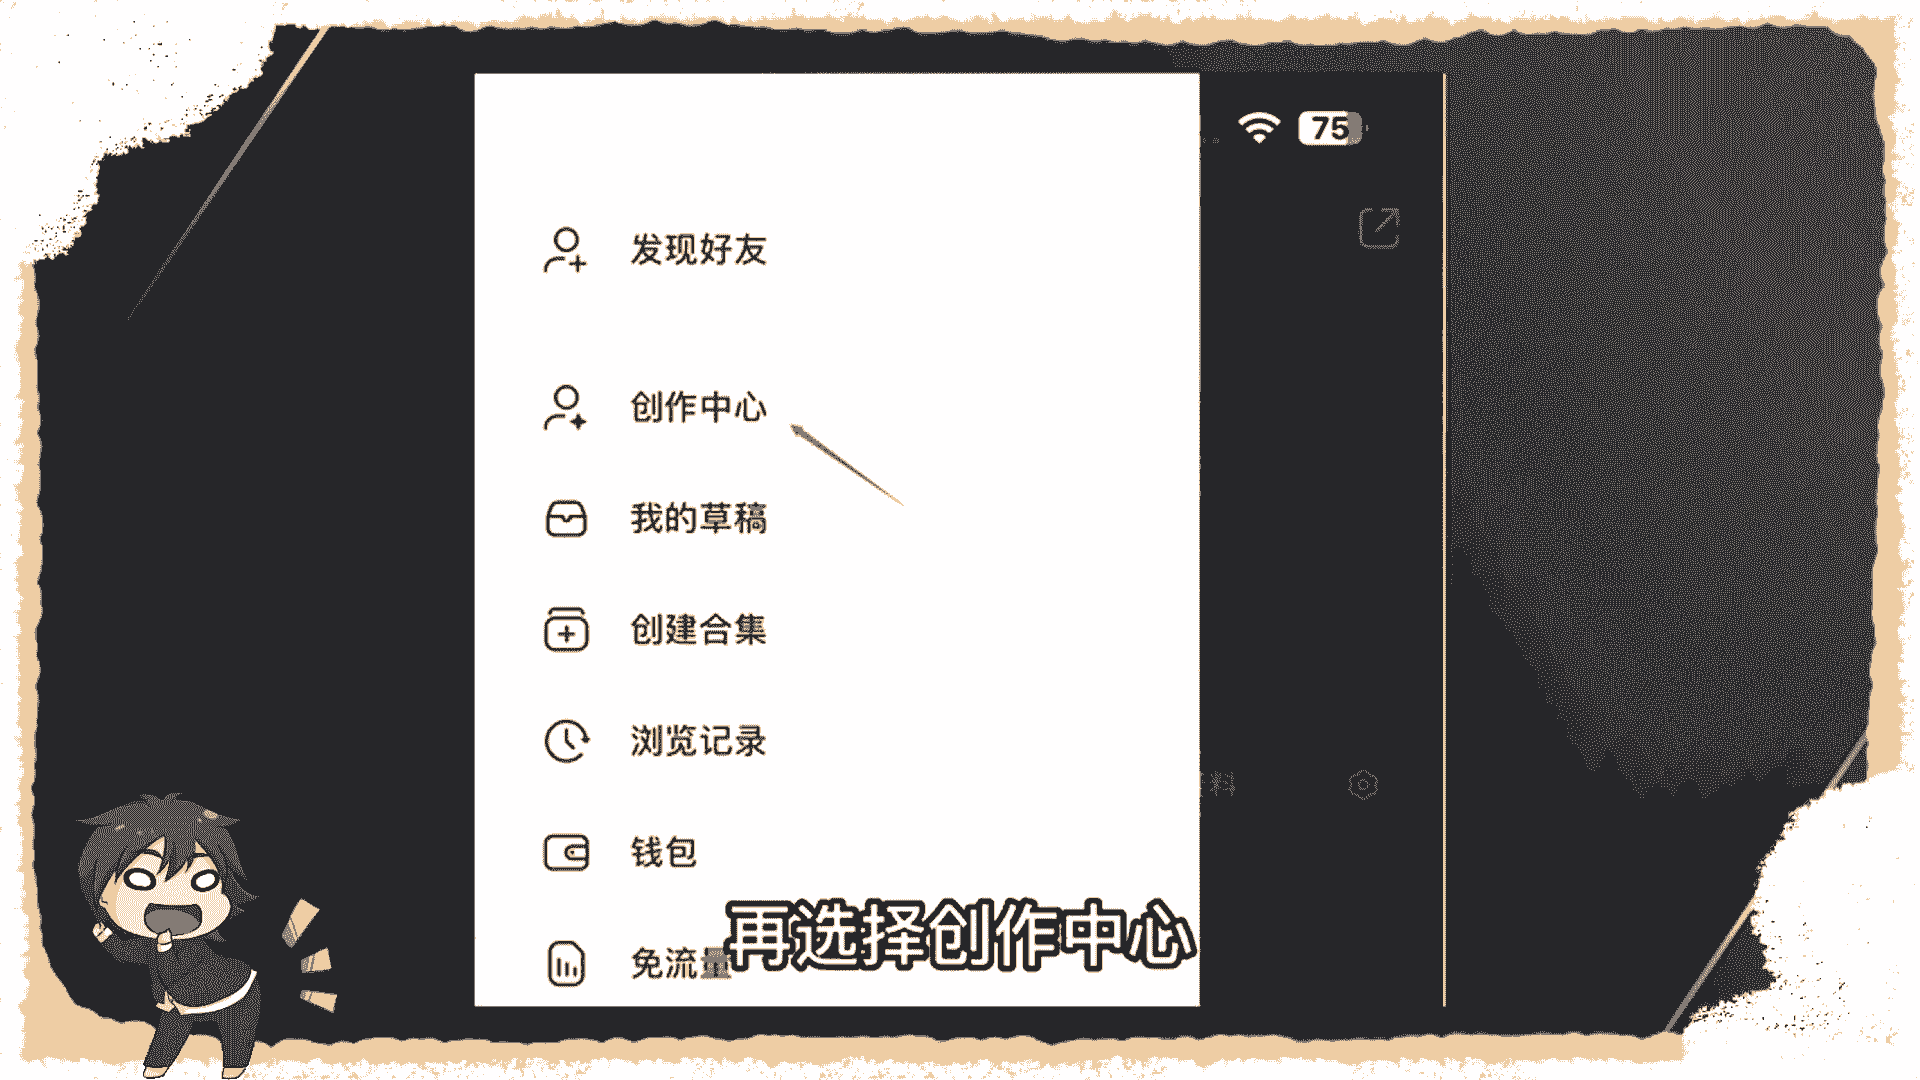 75
发现好友
创作中心
我的草稿
创建合集
浏览记录
料
钱包
免流量
再选择创作中心